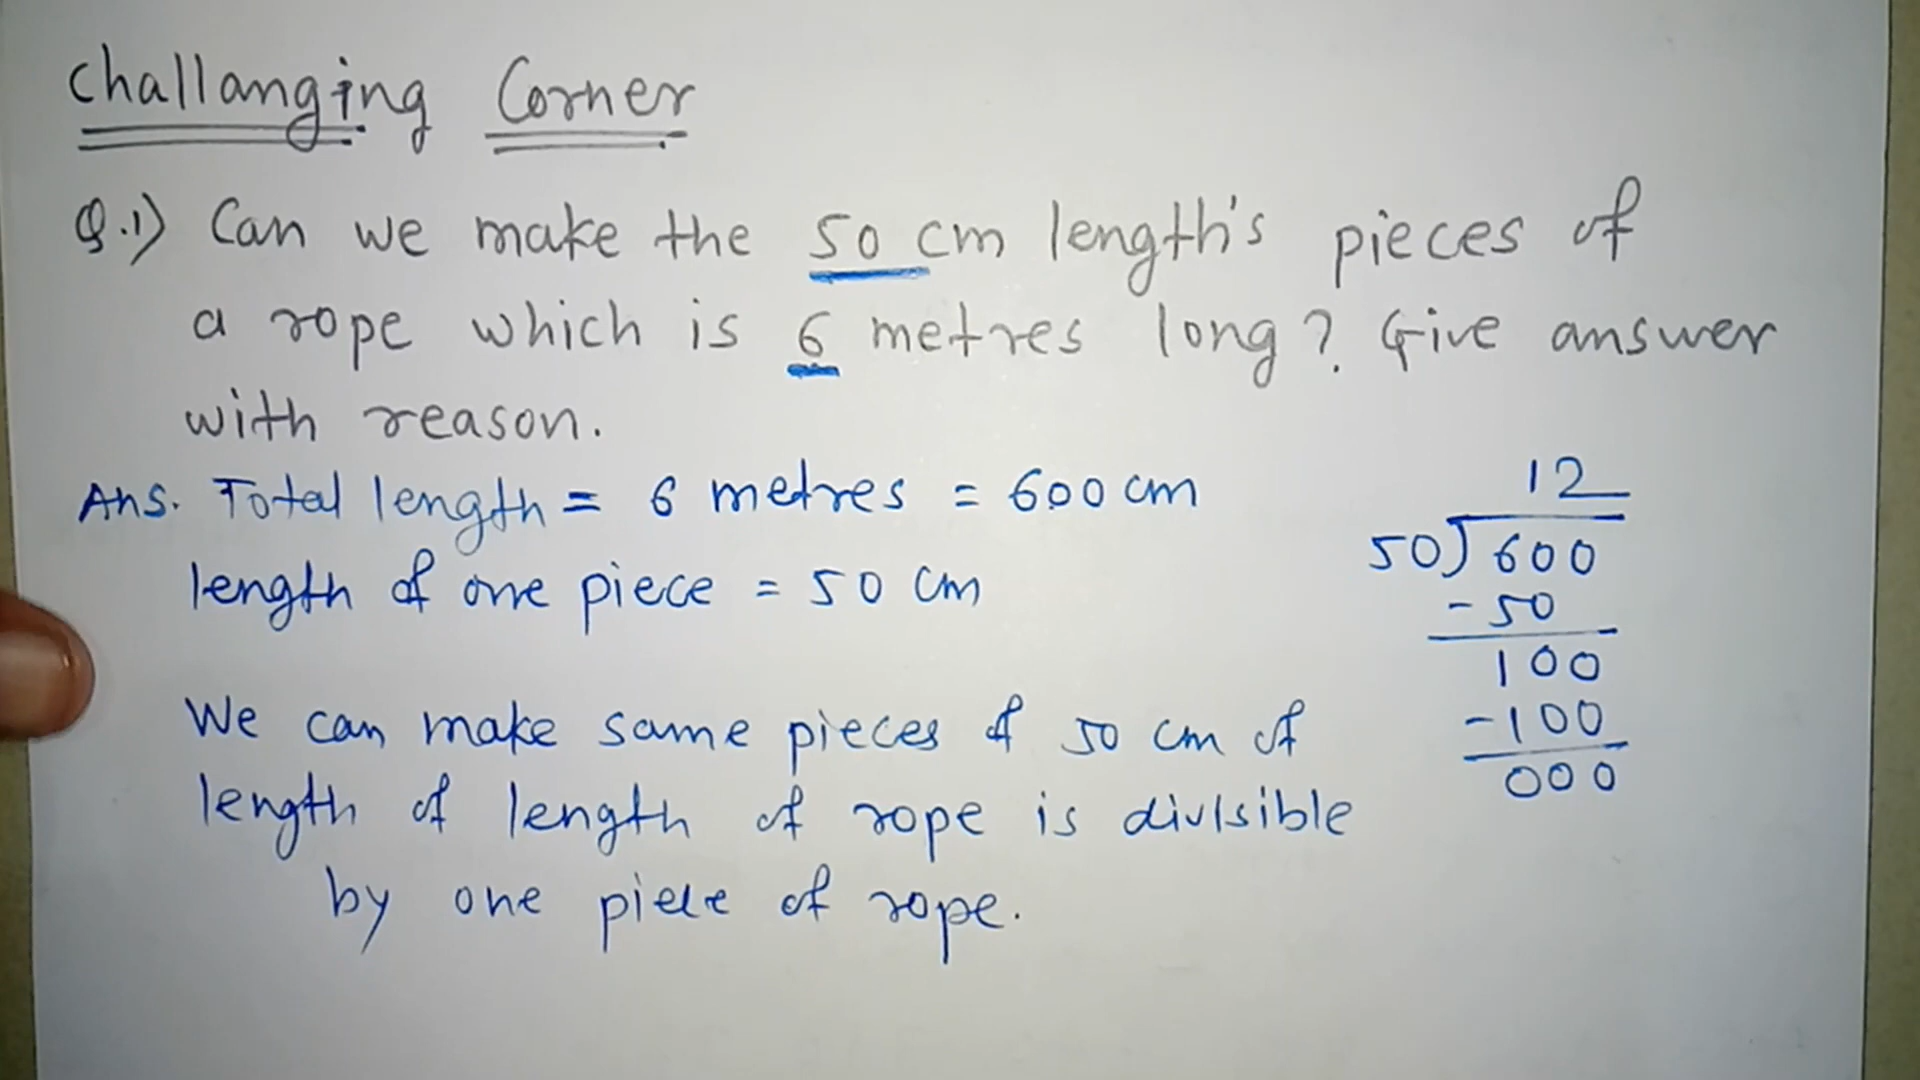 Challanging Corner
Q.1) Can we make the 50 cm length's pieces of
a rope which is 6 metres long? Give answer
with reason.
Ans. Total length = 6 metres = 600 cm
length of one piece = 50 cm
We can make same pieces of 50 cm of
length of length of rope is divisible
by one piece of rope.
12
50) 600
- 50
100
- 100
000